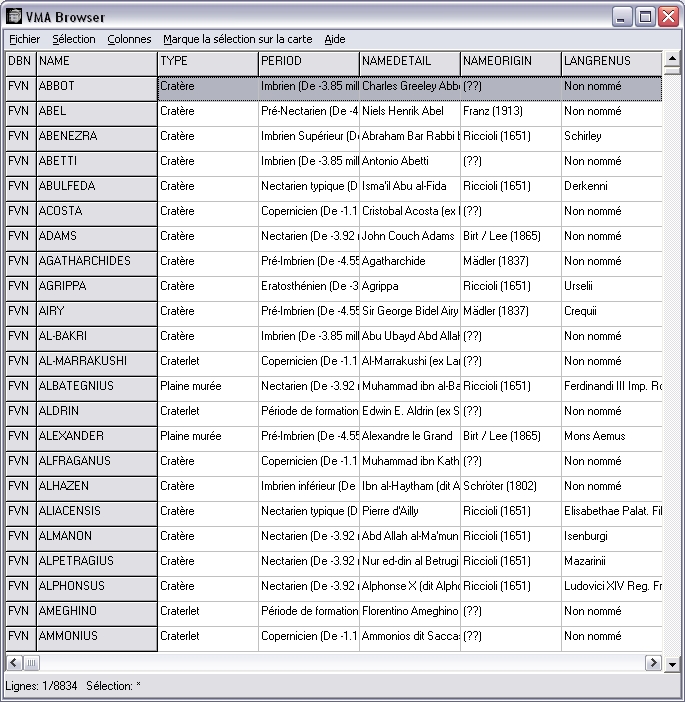 VMA Browser
Fichier Sélection Colonnes Marque la sélection sur la carte Aide
DBN NAME TYPE PERIOD NAMEDETAIL NAMEORIGIN LANGRENUS
FVN ABBOT Cratère Imbrien (De -3.85 mill Charles Greeley Abb (??) Non nommé
FVN ABEL Cratère Pré-Nectarien (De -4 Niels Henrik Abel Franz (1913) Non nommé
FVN ABENEZRA Cratère Imbrien Supérieur (D Abraham Bar Rabbi Riccioli (1651) Schirley
FVN ABETTI Cratère Imbrien (De -3.85 mill Antonio Abetti (??) Non nommé
FVN ABULFEDA Cratère Nectarien typique (D Isma'il Abu al-Fida Riccioli (1651) Derkenni
FVN ACOSTA Cratère Copernicien (De -1.1 Cristobal Acosta (ex (??) Non nommé
FVN ADAMS Cratère Nectarien (De -3.92 John Couch Adams Birt / Lee (1865) Non nommé
FVN AGATHARCHIDES Cratère Pré-Imbrien (De -4.55 Agatharchide Mädler (1837) Non nommé
FVN AGRIPPA Cratère Eratosthénien (De -3 Agrippa Riccioli (1651) Urselii
FVN AIRY Cratère Pré-Imbrien (De -4.55 Sir George Bidel Airy Mädler (1837) Crequii
FVN AL-BAKRI Cratère Imbrien (De -3.85 mill Abu Ubayd Abd Allal (??) Non nommé
FVN AL-MARRAKUSHI Craterlet Copernicien (De -1.1 Al-Marrakushi (ex La (??) Non nommé
FVN ALBATEGNIUS Plaine murée Nectarien (De -3.92 Muhammad ibn al-Ba Riccioli (1651) Ferdinandi III Imp. Ro
FVN ALDRIN Craterlet Période de formation Edwin E. Aldrin (ex S (??) Non nommé
FVN ALEXANDER Plaine murée Pré-Imbrien (De -4.55 Alexandre le Grand Birt / Lee (1865) Mons Aemus
FVN ALFRAGANUS Cratère Copernicien (De -1.1 Muhammad ibn Kath (??) Non nommé
FVN ALHAZEN Cratère Imbrien inférieur (De Ibn al-Haytham (dit A Schröter (1802) Non nommé
FVN ALIACENSIS Cratère Nectarien typique (D Pierre d'Ailly Riccioli (1651) Elisabethae Palat. Fil
FVN ALMANON Cratère Nectarien (De -3.92 Abd Allah al-Ma'mun Riccioli (1651) Isenburgi
FVN ALPETRAGIUS Cratère Nectarien (De -3.92 Nur ed-din al Betrugi Riccioli (1651) Mazarinii
FVN ALPHONSUS Cratère Nectarien (De -3.92 Alphonse X (dit Alph Riccioli (1651) Ludovici XIV Reg. Fr
FVN AMEGHINO Craterlet Période de formation Florentino Ameghino (??) Non nommé
FVN AMMONIUS Craterlet Copernicien (De -1.1 Ammonios dit Sacca (??) Non nommé
Lignes: 1/8834 Sélection: *